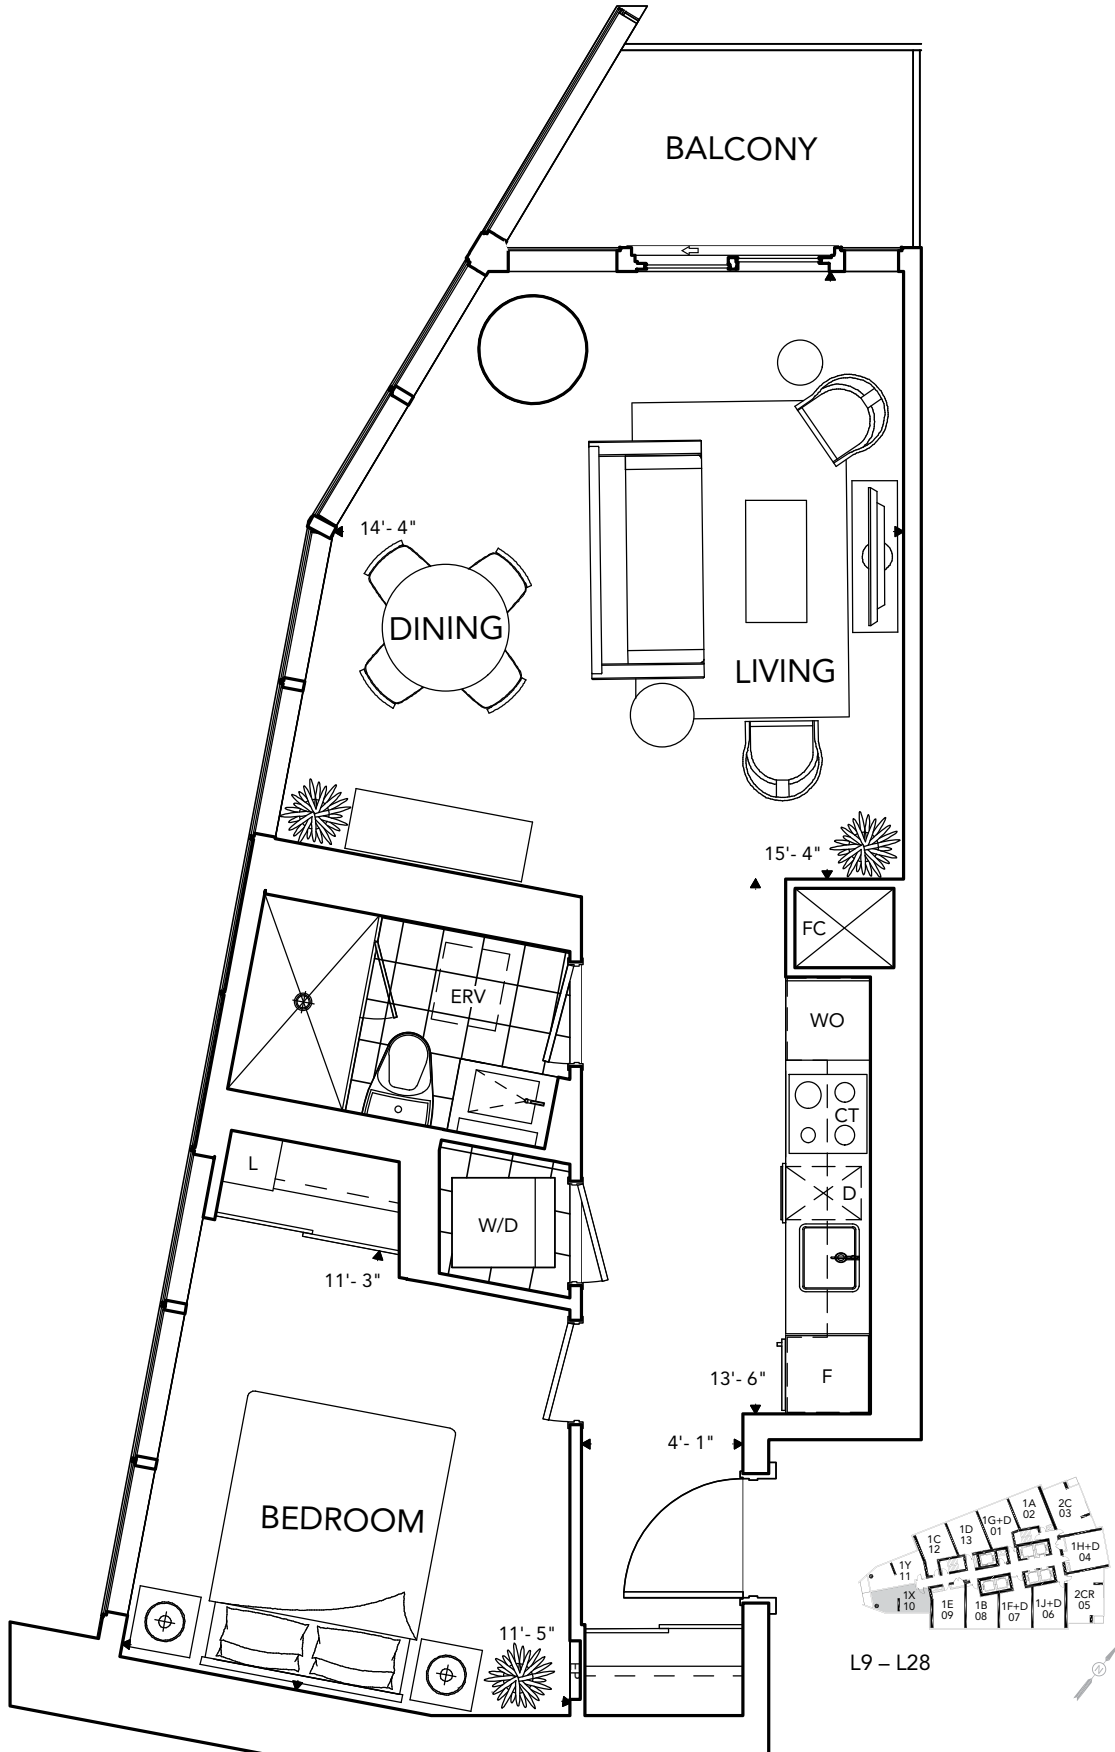 BALCONY
14'- 4"
DINING
LIVING
15'- 4"
FC
ERV
WO
CT
L
D
W/D
11'- 3"
13'- 6"
F
4'- 1"
BEDROOM
11'- 5"
1A
02
2C
03
1G+D
01
1D
13
1C
12
1H+D
04
1Y
11
1X
10
1E
09
1B
08
1F+D
07
1J+D
06
2CR
05
L9 – L28
N